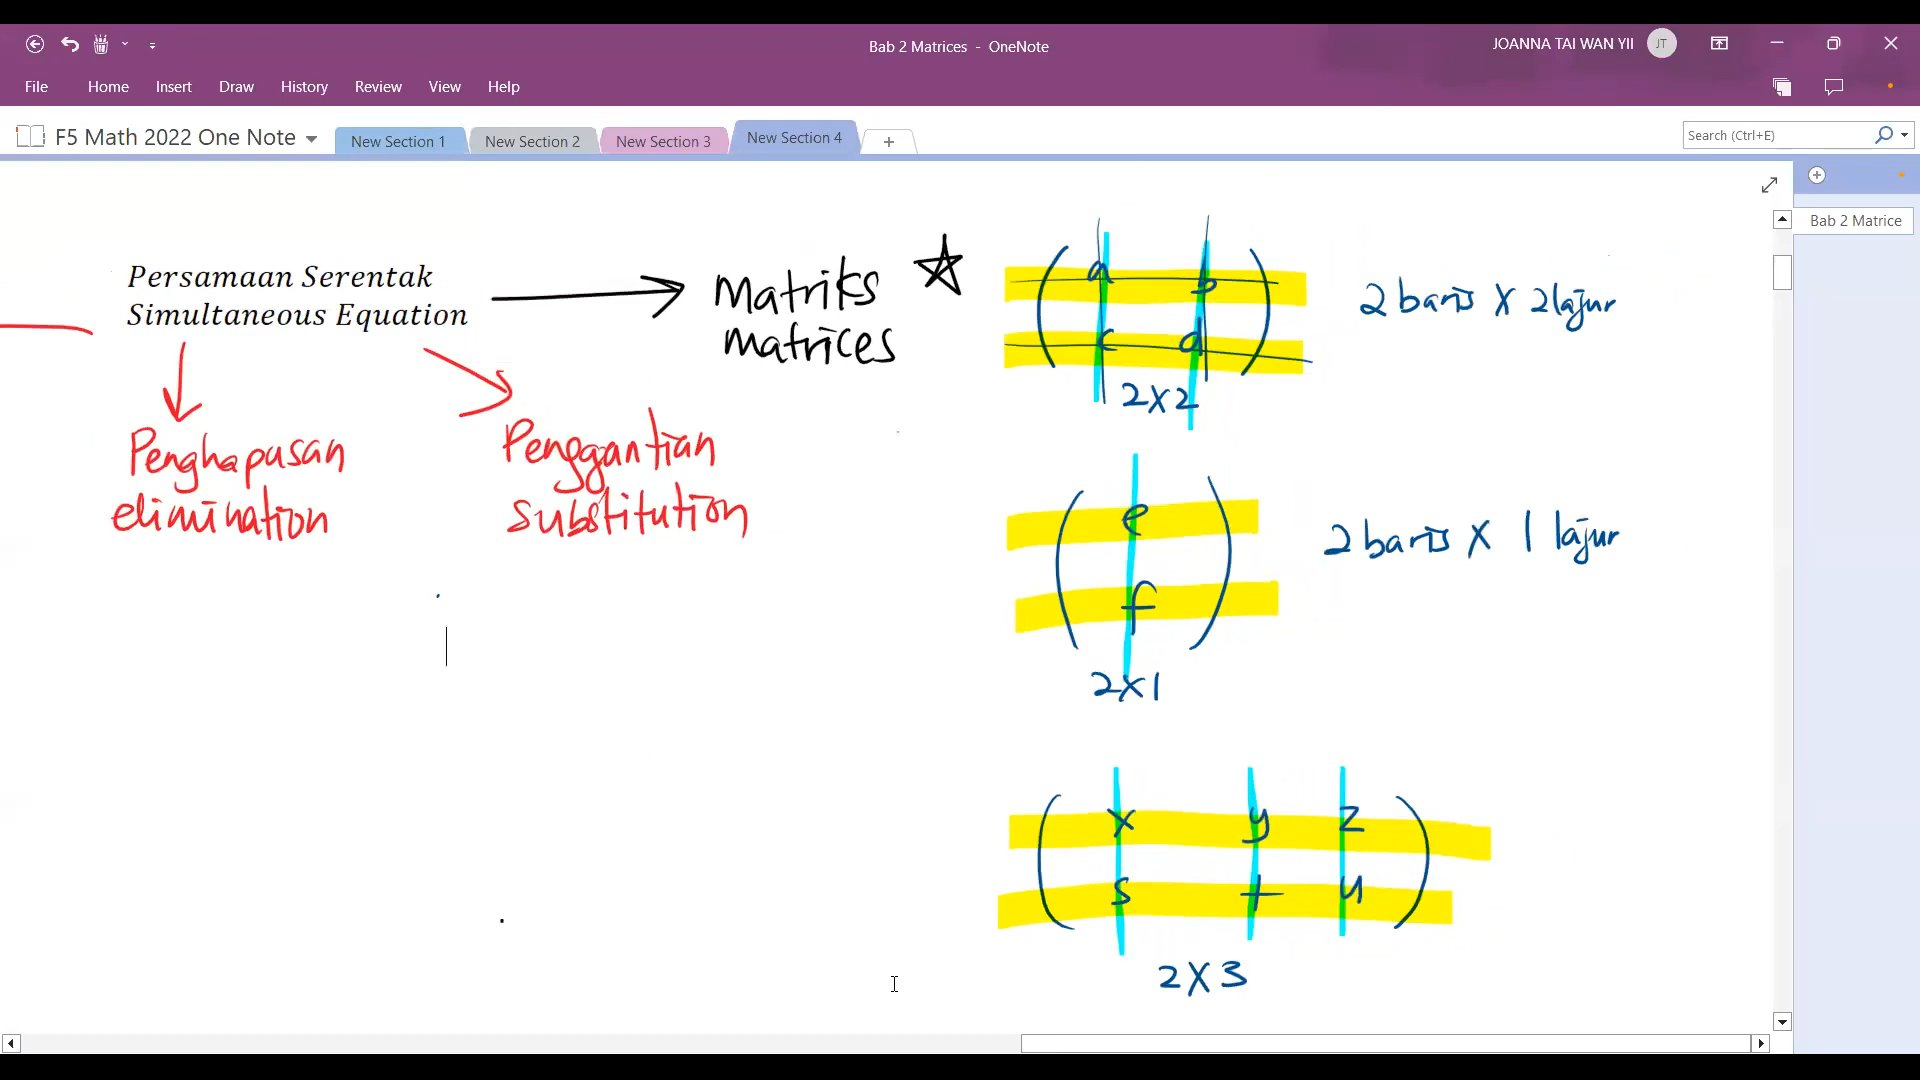 Bab 2 Matrices - OneNote
JOANNA TAI WAN YII
JT
File Home Insert Draw History Review View Help
F5 Math 2022 One Note
New Section 1
New Section 2
New Section 3
New Section 4
Search (Ctrl+E)
Bab 2 Matrice
Persamaan Serentak
Simultaneous Equation
Matriks
matrices
Penghapusan
elimination
Penggantian
substitution
a b
c d
2x2
2 baris x 2 lajur
e
f
2x1
2 baris x 1 lajur
x y z
s t u
2x3